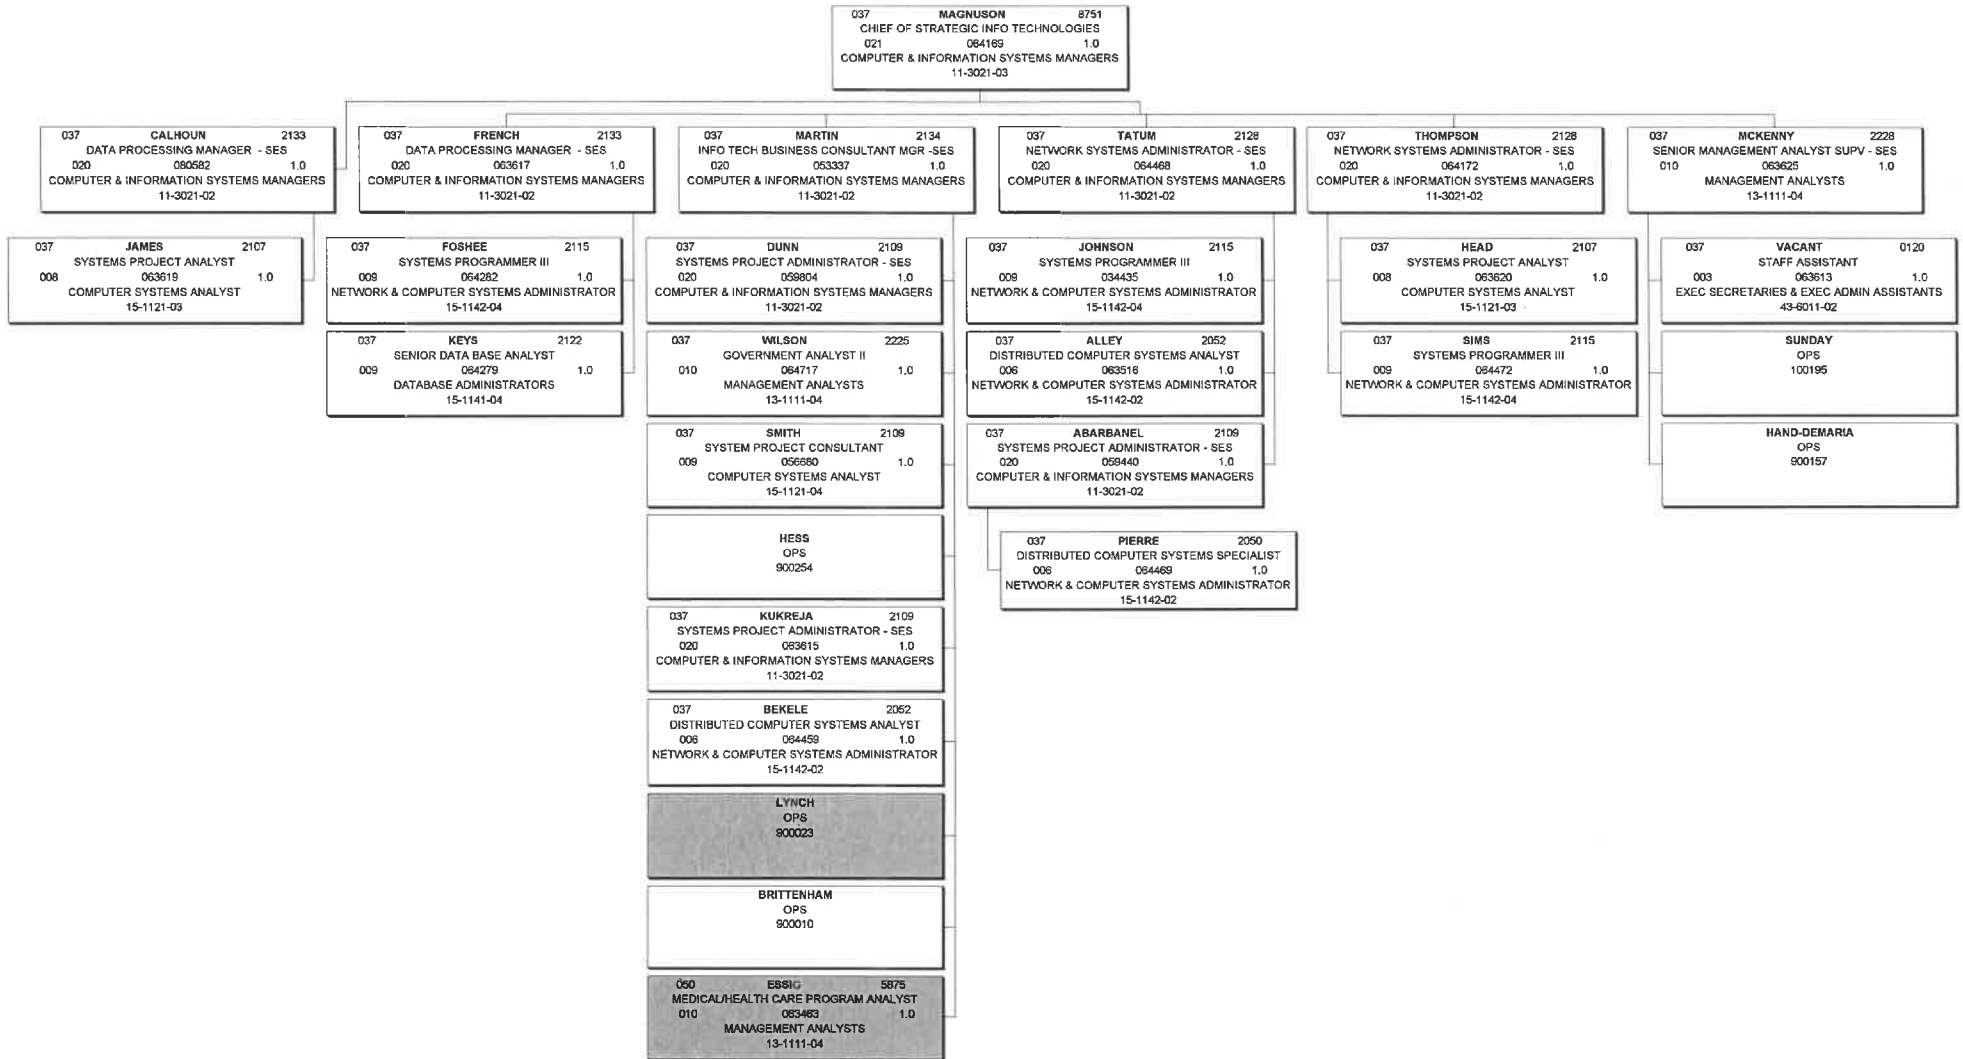 037 MAGNUSON 8751
CHIEF OF STRATEGIC INFO TECHNOLOGIES
021 064169 1.0
COMPUTER & INFORMATION SYSTEMS MANAGERS
11-3021-03
037 CALHOUN 2133
DATA PROCESSING MANAGER - SES
020 080582 1.0
COMPUTER & INFORMATION SYSTEMS MANAGERS
11-3021-02
037 FRENCH 2133
DATA PROCESSING MANAGER - SES
020 063617 1.0
COMPUTER & INFORMATION SYSTEMS MANAGERS
11-3021-02
037 MARTIN 2134
INFO TECH BUSINESS CONSULTANT MGR -SES
020 053337 1.0
COMPUTER & INFORMATION SYSTEMS MANAGERS
11-3021-02
037 TATUM 2128
NETWORK SYSTEMS ADMINISTRATOR - SES
020 064468 1.0
COMPUTER & INFORMATION SYSTEMS MANAGERS
11-3021-02
037 THOMPSON 2128
NETWORK SYSTEMS ADMINISTRATOR - SES
020 064172 1.0
COMPUTER & INFORMATION SYSTEMS MANAGERS
11-3021-02
037 MCKENNY 2228
SENIOR MANAGEMENT ANALYST SUPV - SES
010 063625 1.0
MANAGEMENT ANALYSTS
13-1111-04
037 JAMES 2107
SYSTEMS PROJECT ANALYST
008 063619 1.0
COMPUTER SYSTEMS ANALYST
15-1121-03
037 FOSHEE 2115
SYSTEMS PROGRAMMER III
009 064282 1.0
NETWORK & COMPUTER SYSTEMS ADMINISTRATOR
15-1142-04
037 KEYS 2122
SENIOR DATA BASE ANALYST
009 064279 1.0
DATABASE ADMINISTRATORS
15-1141-04
037 DUNN 2109
SYSTEMS PROJECT ADMINISTRATOR - SES
020 059804 1.0
COMPUTER & INFORMATION SYSTEMS MANAGERS
11-3021-02
037 WILSON 2225
GOVERNMENT ANALYST II
010 064717 1.0
MANAGEMENT ANALYSTS
13-1111-04
037 SMITH 2109
SYSTEM PROJECT CONSULTANT
009 056680 1.0
COMPUTER SYSTEMS ANALYST
15-1121-04
HESS
OPS
900254
037 KUKREJA 2109
SYSTEMS PROJECT ADMINISTRATOR - SES
020 063615 1.0
COMPUTER & INFORMATION SYSTEMS MANAGERS
11-3021-02
037 BEKELE 2052
DISTRIBUTED COMPUTER SYSTEMS ANALYST
006 064459 1.0
NETWORK & COMPUTER SYSTEMS ADMINISTRATOR
15-1142-02
LYNCH
OPS
900023
BRITTENHAM
OPS
900010
050 ESSIG 5875
MEDICAL/HEALTH CARE PROGRAM ANALYST
010 063463 1.0
MANAGEMENT ANALYSTS
13-1111-04
037 JOHNSON 2115
SYSTEMS PROGRAMMER III
009 034435 1.0
NETWORK & COMPUTER SYSTEMS ADMINISTRATOR
15-1142-04
037 ALLEY 2052
DISTRIBUTED COMPUTER SYSTEMS ANALYST
006 063516 1.0
NETWORK & COMPUTER SYSTEMS ADMINISTRATOR
15-1142-02
037 ABARBANEL 2109
SYSTEMS PROJECT ADMINISTRATOR - SES
020 059440 1.0
COMPUTER & INFORMATION SYSTEMS MANAGERS
11-3021-02
037 PIERRE 2050
DISTRIBUTED COMPUTER SYSTEMS SPECIALIST
006 064469 1.0
NETWORK & COMPUTER SYSTEMS ADMINISTRATOR
15-1142-02
037 HEAD 2107
SYSTEMS PROJECT ANALYST
008 063620 1.0
COMPUTER SYSTEMS ANALYST
15-1121-03
037 SIMS 2115
SYSTEMS PROGRAMMER III
009 064472 1.0
NETWORK & COMPUTER SYSTEMS ADMINISTRATOR
15-1142-04
037 VACANT 0120
STAFF ASSISTANT
003 063613 1.0
EXEC SECRETARIES & EXEC ADMIN ASSISTANTS
43-6011-02
SUNDAY
OPS
100195
HAND-DEMARIA
OPS
900157